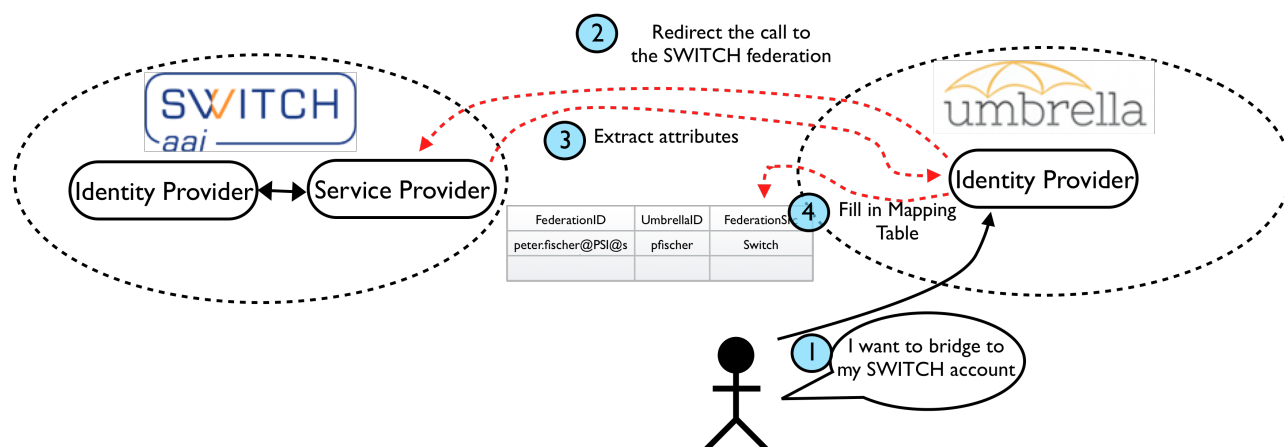 2
Redirect the call to
the SWITCH federation
SWITCH
aai
umbrella
3
Extract attributes
Identity Provider
Service Provider
Identity Provider
4
Fill in Mapping
Table
FederationID
UmbrellaID
FederationSrc
peter.fischer@PSI@s
pfischer
Switch
1
I want to bridge to
my SWITCH account